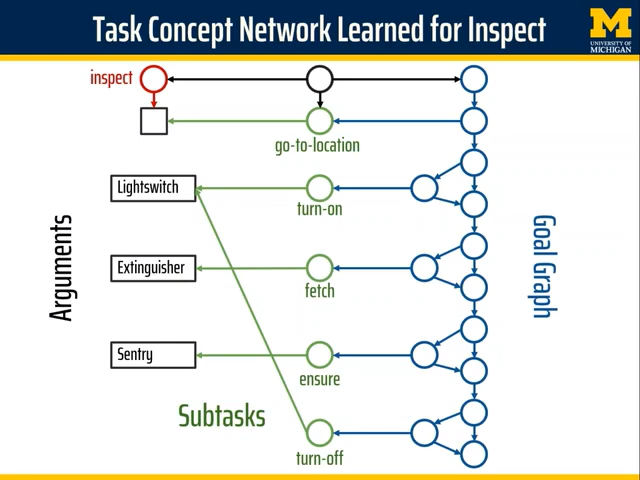 Task Concept Network Learned for Inspect
M
UNIVERSITY OF
MICHIGAN
inspect
go-to-location
Lightswitch
turn-on
Arguments
Goal Graph
Extinguisher
fetch
Sentry
ensure
Subtasks
turn-off